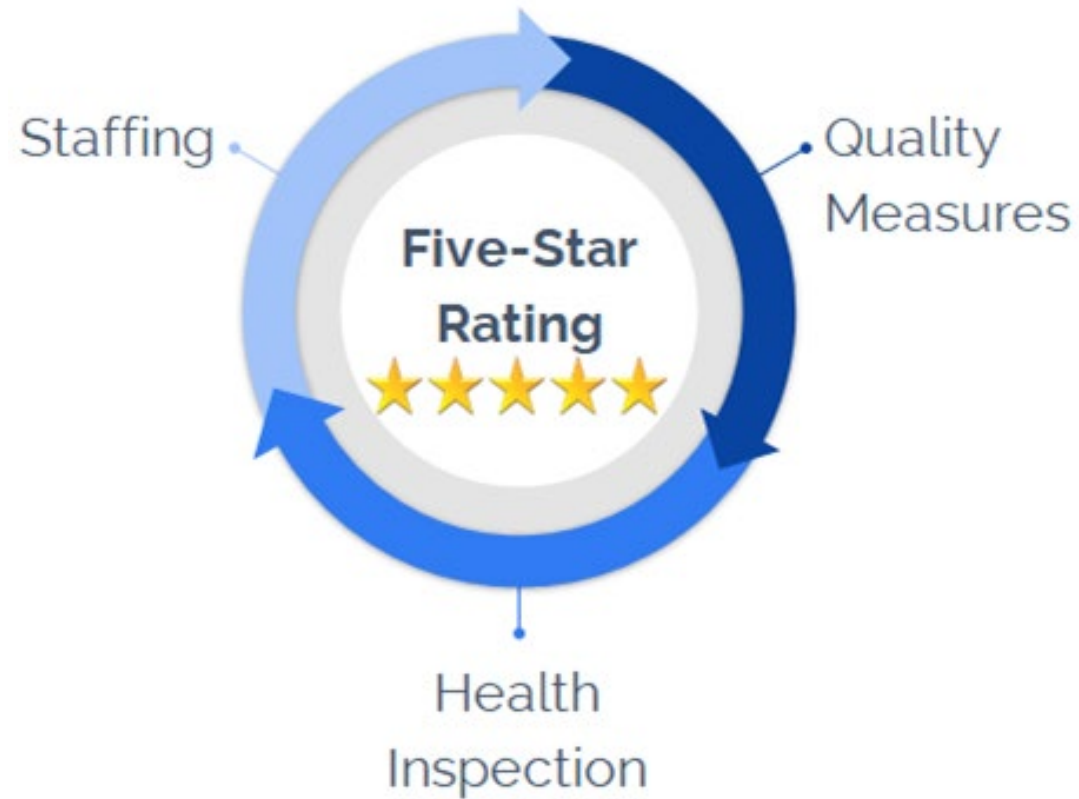 Staffing
Quality
Measures
Five-Star
Rating
Health
Inspection